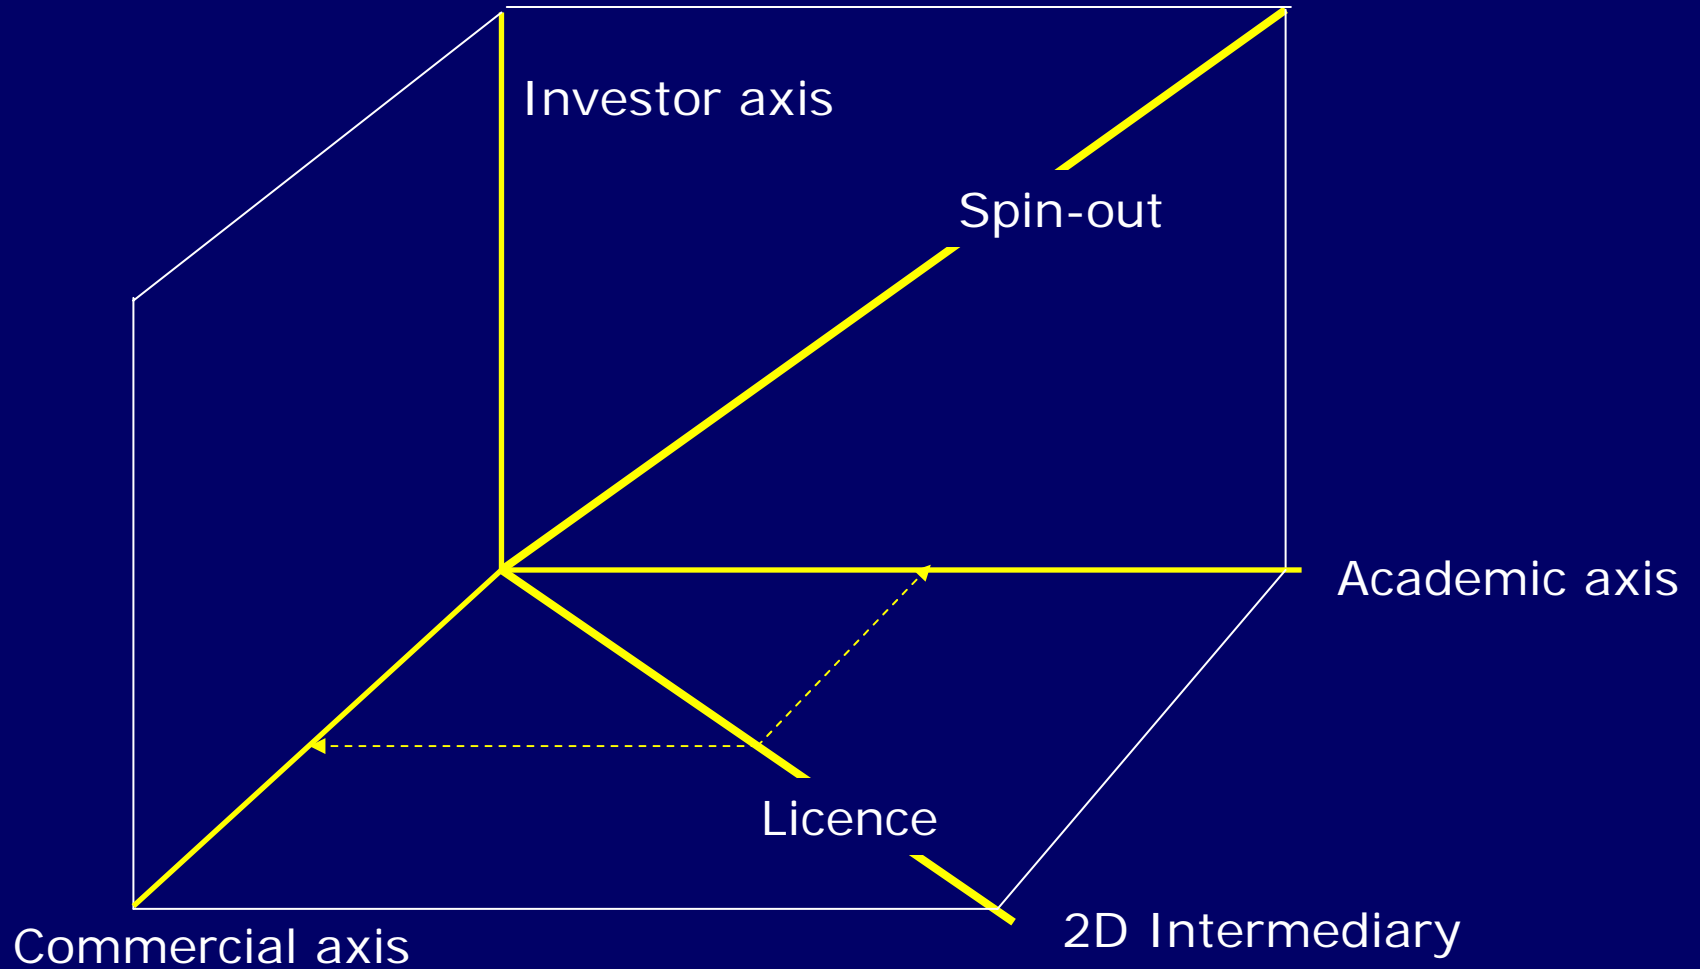 Investor axis
Spin-out
Academic axis
Licence
2D Intermediary
Commercial axis